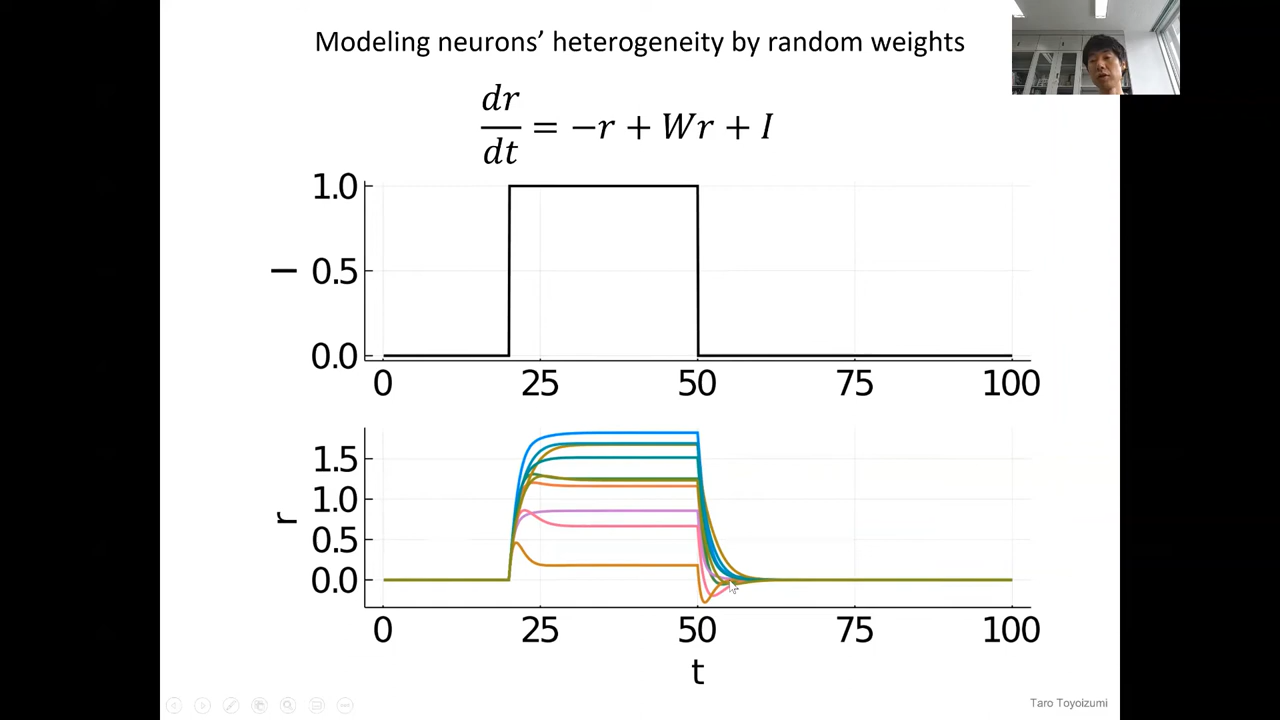 Modeling neurons' heterogeneity by random weights
dr/dt = −r + Wr + I
1.0
I 0.5
0.0
0 25 50 75 100
1.5
1.0
r 0.5
0.0
0 25 50 75 100
t
Taro Toyoizumi